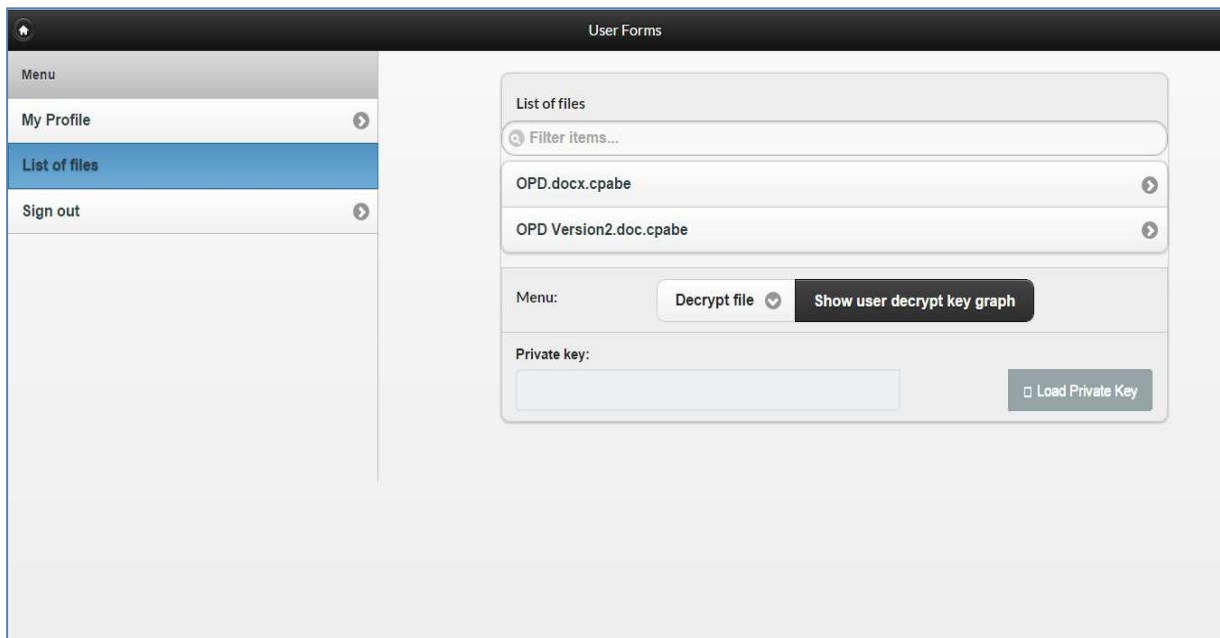 User Forms
Menu
My Profile
List of files
Sign out
List of files
Filter items...
OPD.docx.cpabe
OPD Version2.doc.cpabe
Menu:
Decrypt file
Show user decrypt key graph
Private key:
Load Private Key